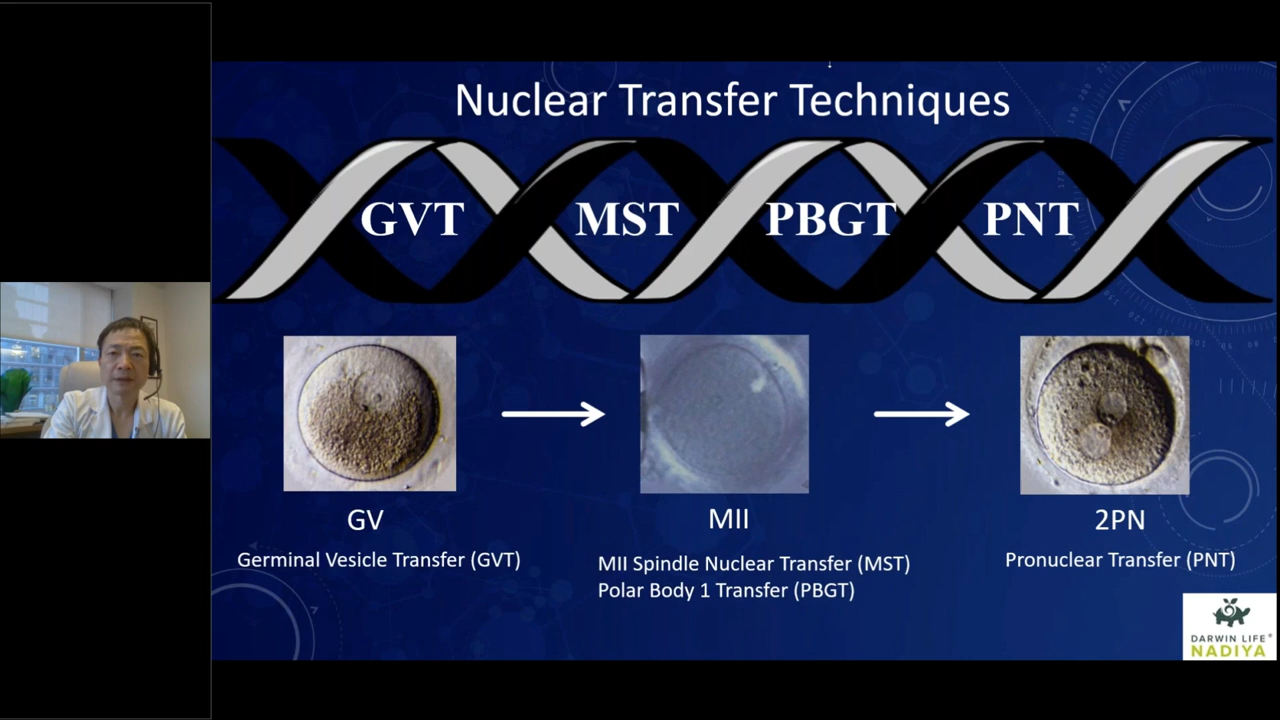 Nuclear Transfer Techniques
GVT MST PBGT PNT
GV
MII
2PN
Germinal Vesicle Transfer (GVT)
MII Spindle Nuclear Transfer (MST)
Polar Body 1 Transfer (PBGT)
Pronuclear Transfer (PNT)
DARWIN LIFE®
NADIYA